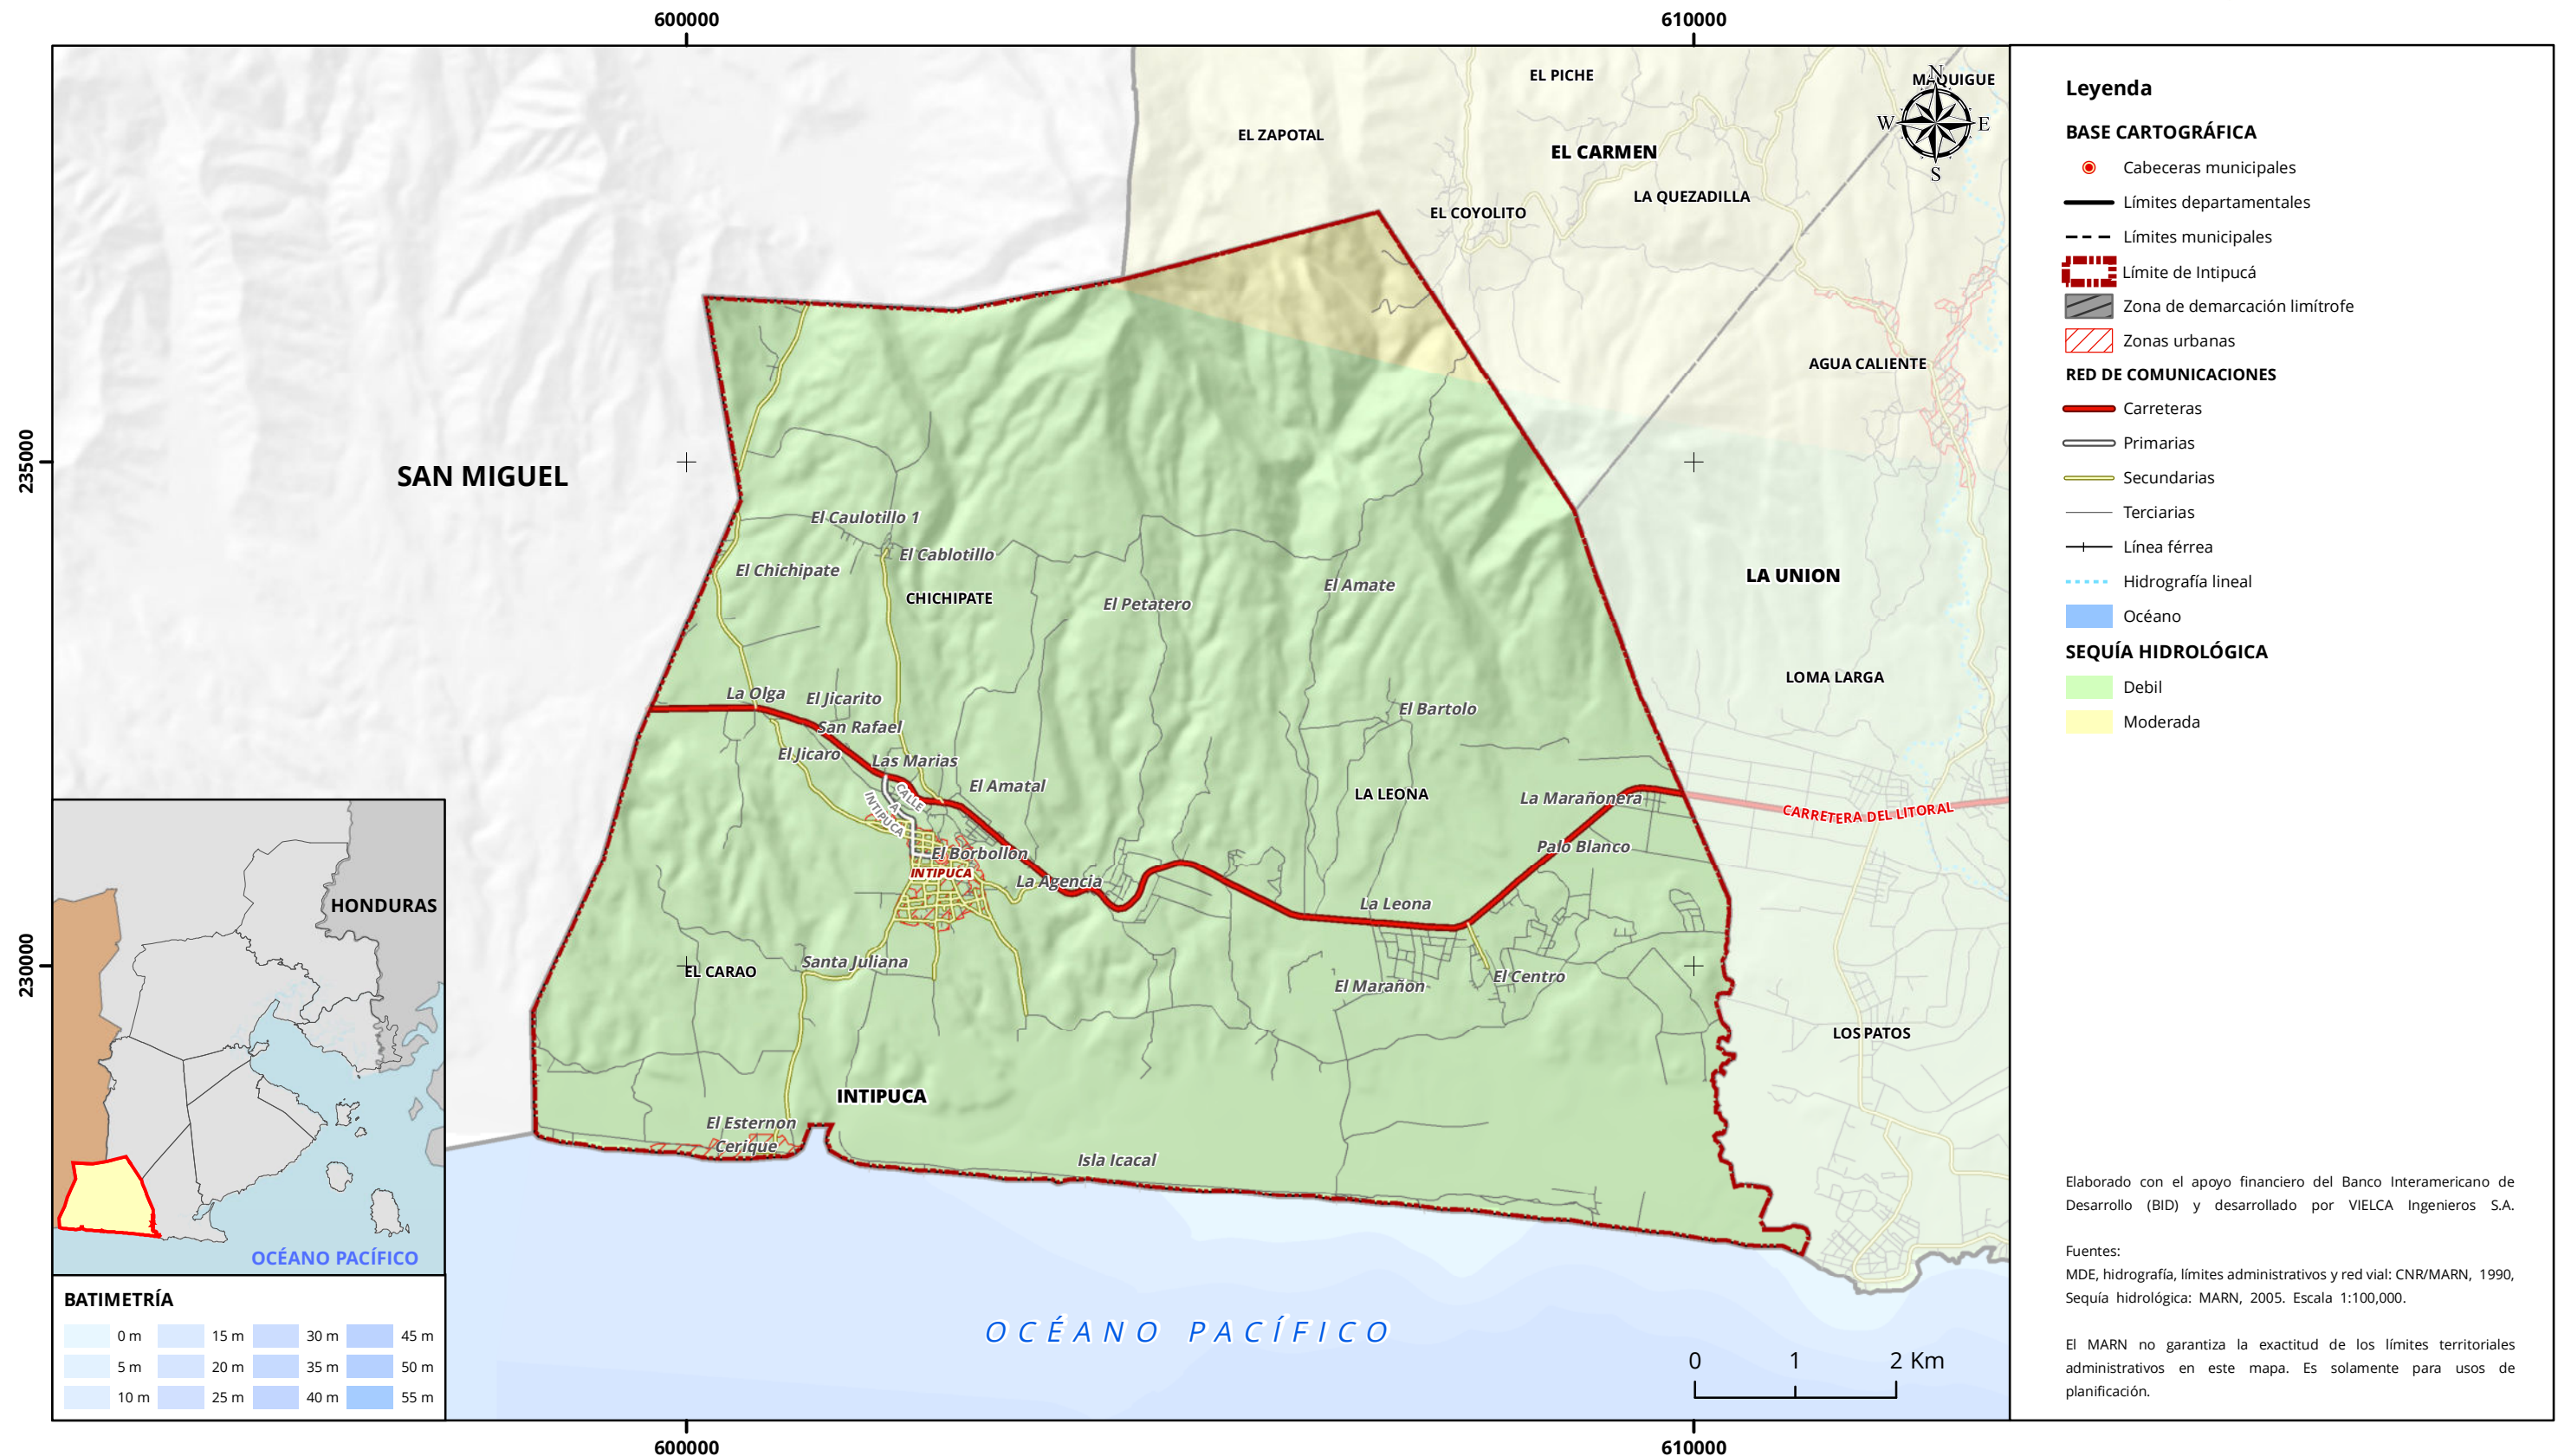 600000
610000
235000
230000
600000
610000
EL PICHE
MAQUIGUE
N
W
E
S
EL ZAPOTAL
EL CARMEN
LA QUEZADILLA
EL COYOLITO
AGUA CALIENTE
SAN MIGUEL
El Caulotillo 1
El Cablotillo
El Chichipate
CHICHIPATE
El Petatero
El Amate
LA UNION
LOMA LARGA
La Olga
El Jicarito
San Rafael
El Bartolo
El Jicaro
Las Marias
El Amatal
CALLE
A
INTIPUCA
LA LEONA
La Marañonera
CARRETERA DEL LITORAL
Palo Blanco
El Borbollón
INTIPUCA
La Agencia
La Leona
EL CARAO
Santa Juliana
El Marañon
El Centro
LOS PATOS
INTIPUCA
El Esternon
Cerique
Isla Icacal
OCÉANO PACÍFICO
0
1
2 Km
HONDURAS
OCÉANO PACÍFICO
BATIMETRÍA
0 m 15 m 30 m 45 m
5 m 20 m 35 m 50 m
10 m 25 m 40 m 55 m
Leyenda
BASE CARTOGRÁFICA
Cabeceras municipales
Límites departamentales
Límites municipales
Límite de Intipucá
Zona de demarcación limítrofe
Zonas urbanas
RED DE COMUNICACIONES
Carreteras
Primarias
Secundarias
Terciarias
Línea férrea
Hidrografía lineal
Océano
SEQUÍA HIDROLÓGICA
Debil
Moderada
Elaborado con el apoyo financiero del Banco Interamericano de
Desarrollo (BID) y desarrollado por VIELCA Ingenieros S.A.
Fuentes:
MDE, hidrografía, límites administrativos y red vial: CNR/MARN, 1990,
Sequía hidrológica: MARN, 2005. Escala 1:100,000.
El MARN no garantiza la exactitud de los límites territoriales
administrativos en este mapa. Es solamente para usos de
planificación.